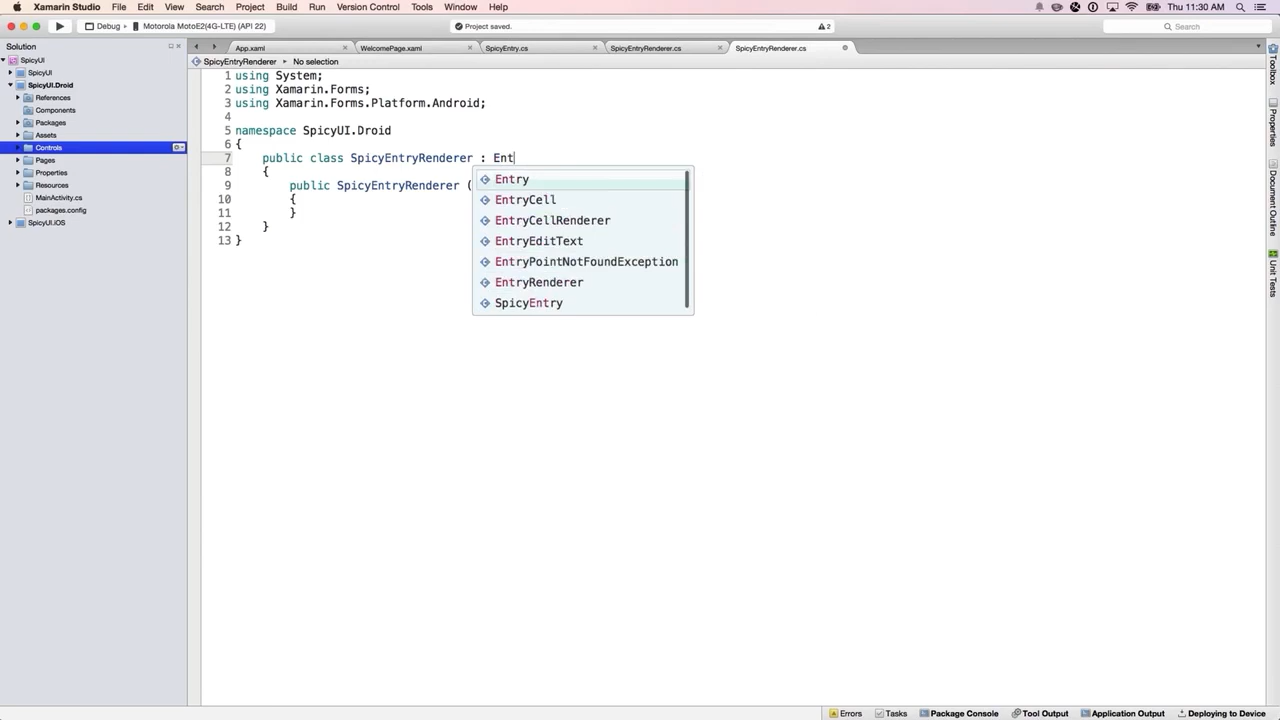 Xamarin Studio File Edit View Search Project Build Run Version Control Tools Window Help Thu 11:30 AM
Debug Motorola MotoE2(4G-LTE) (API 22) Project saved. 2 Search
Solution
App.xaml WelcomePage.xaml SpicyEntry.cs SpicyEntryRenderer.cs SpicyEntryRenderer.cs
SpicyEntryRenderer No selection
SpicyUI
SpicyUI
SpicyUI.Droid
References
Components
Packages
Assets
Controls
Pages
Properties
Resources
MainActivity.cs
packages.config
SpicyUI.iOS
1 using System;
2 using Xamarin.Forms;
3 using Xamarin.Forms.Platform.Android;
4
5 namespace SpicyUI.Droid
6 {
7 public class SpicyEntryRenderer : Ent
8 {
9 public SpicyEntryRenderer (
10 {
11 }
12 }
13 }
Entry
EntryCell
EntryCellRenderer
EntryEditText
EntryPointNotFoundException
EntryRenderer
SpicyEntry
Toolbox
Properties
Document Outline
Unit Tests
Errors Tasks Package Console Tool Output Application Output Deploying to Device